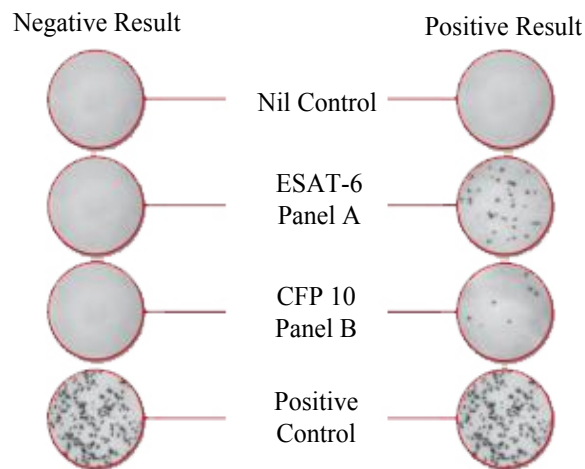 Negative Result
Positive Result
Nil Control
ESAT-6
Panel A
CFP 10
Panel B
Positive
Control